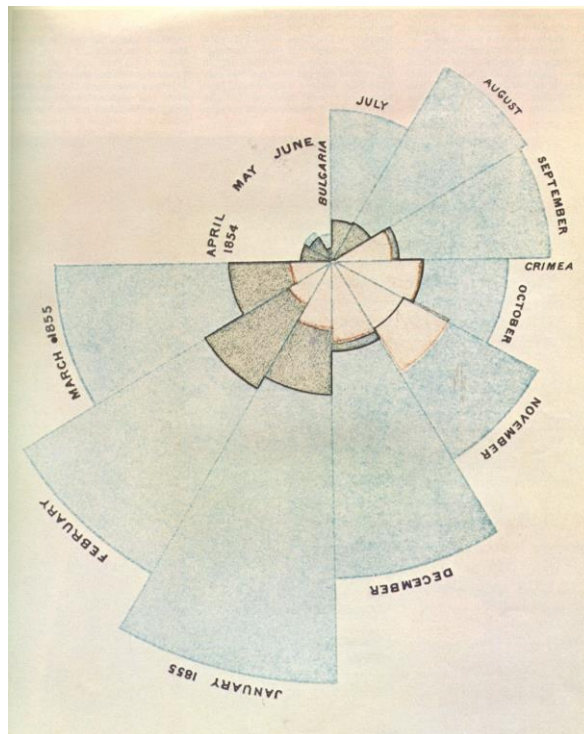 APRIL
1854
MAY
JUNE
BULGARIA
JULY
AUGUST
SEPTEMBER
CRIMEA
OCTOBER
NOVEMBER
DECEMBER
JANUARY 1855
FEBRUARY
MARCH 1855